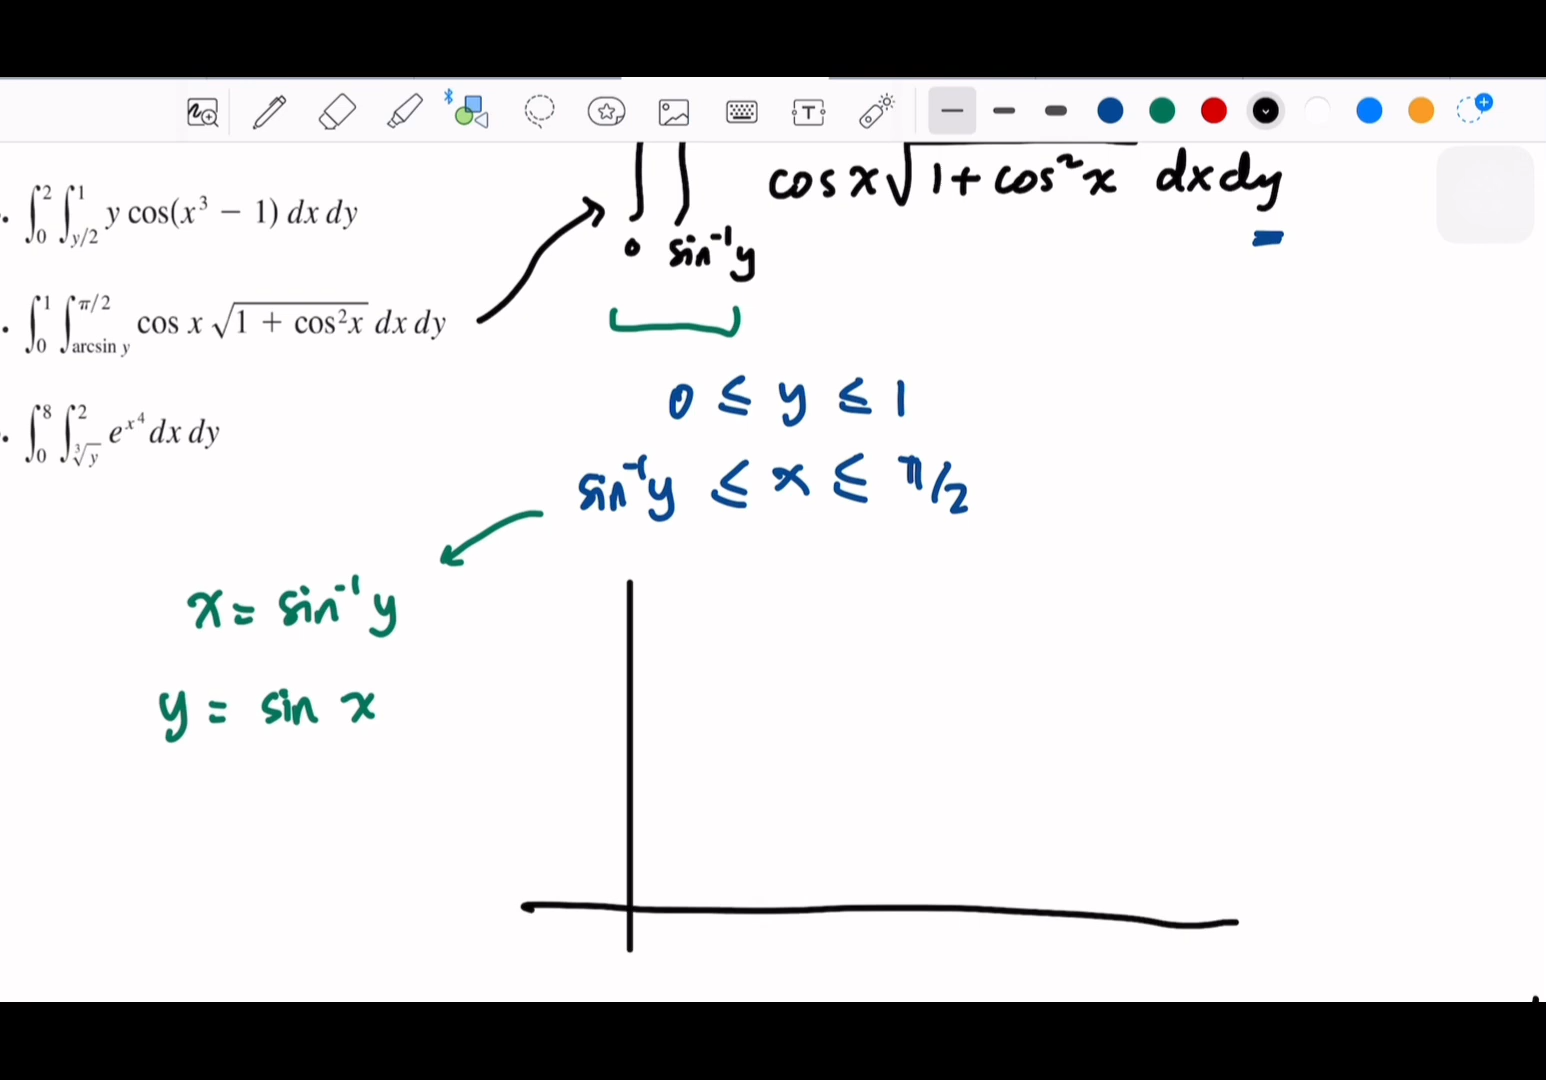 ∫₀² ∫_{y/2}^1 y cos(x³ − 1) dx dy
∫₀¹ ∫_{arcsin y}^{π/2} cos x √(1 + cos²x) dx dy
∫₀⁸ ∫_{∛y}^2 e^{x⁴} dx dy
∫₀ ∫_{sin⁻¹y} cos x √(1 + cos²x) dx dy
0 ≤ y ≤ 1
sin⁻¹y ≤ x ≤ π/2
x = sin⁻¹ y
y = sin x